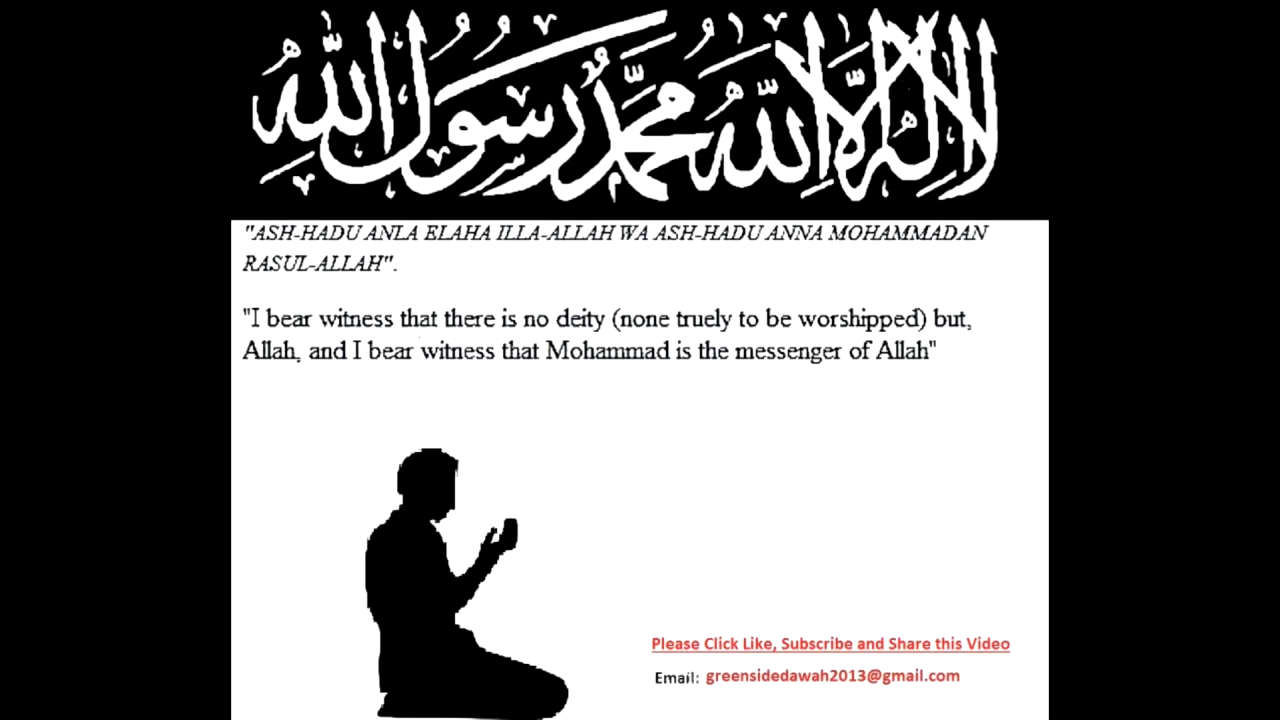 لا إله إلا الله محمد رسول الله
"ASH-HADU ANLA ELAHA ILLA-ALLAH WA ASH-HADU ANNA MOHAMMADAN
RASUL-ALLAH".
"I bear witness that there is no deity (none truely to be worshipped) but,
Allah, and I bear witness that Mohammad is the messenger of Allah"
Please Click Like, Subscribe and Share this Video
Email: greensidedawah2013@gmail.com